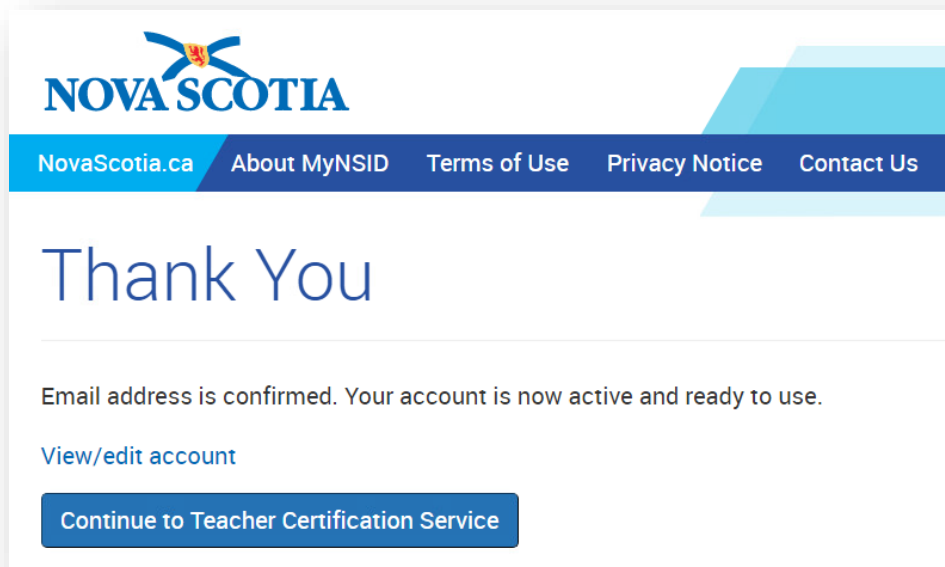 NOVA SCOTIA
NovaScotia.ca About MyNSID Terms of Use Privacy Notice Contact Us
Thank You
Email address is confirmed. Your account is now active and ready to use.
View/edit account
Continue to Teacher Certification Service